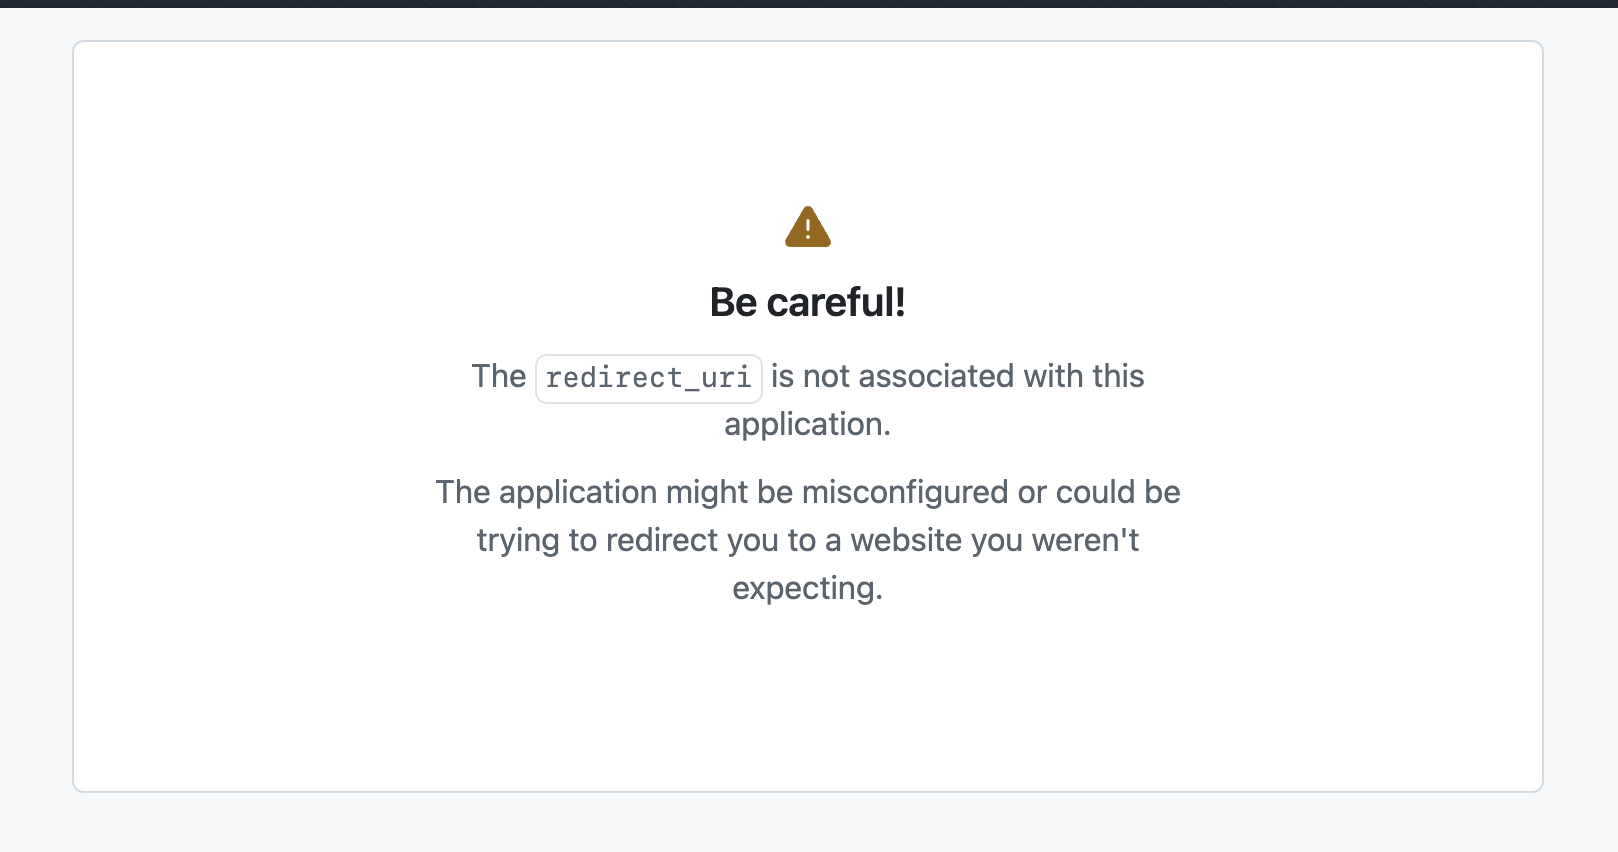 Be careful!
The redirect_uri is not associated with this
application.
The application might be misconfigured or could be
trying to redirect you to a website you weren't
expecting.